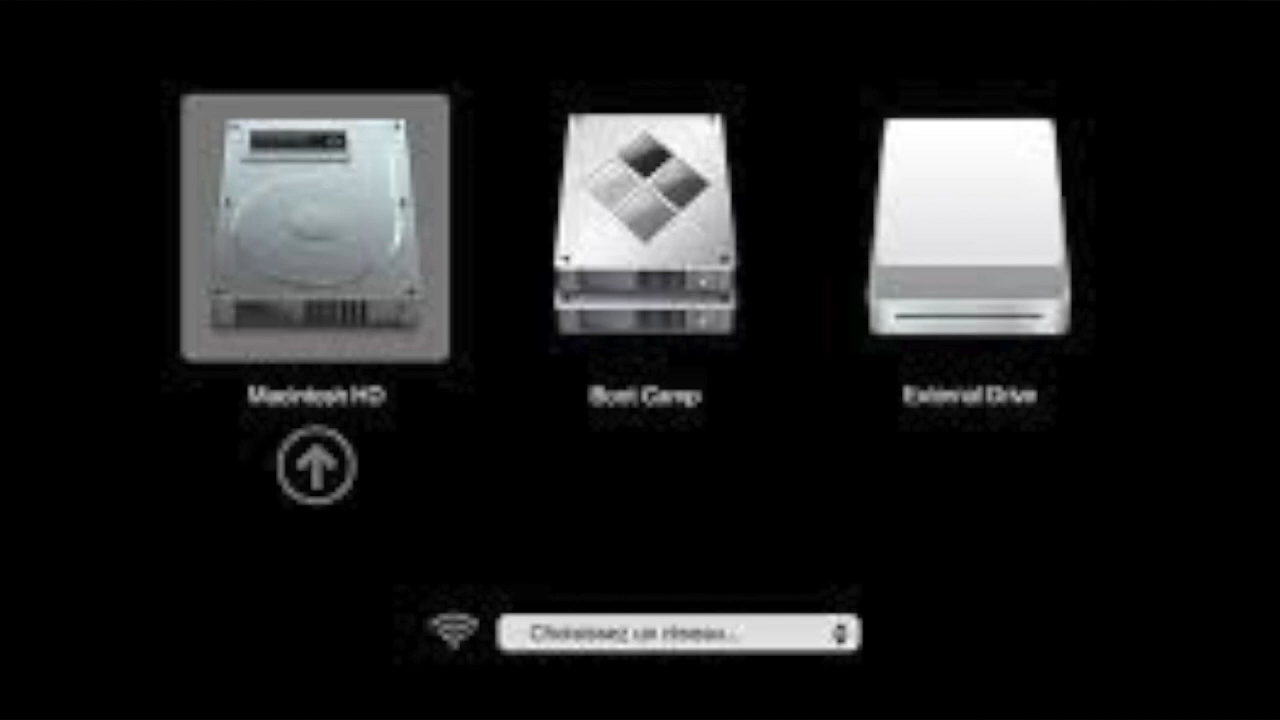 Macintosh HD
Boot Camp
External Drive
Choisissez un réseau...